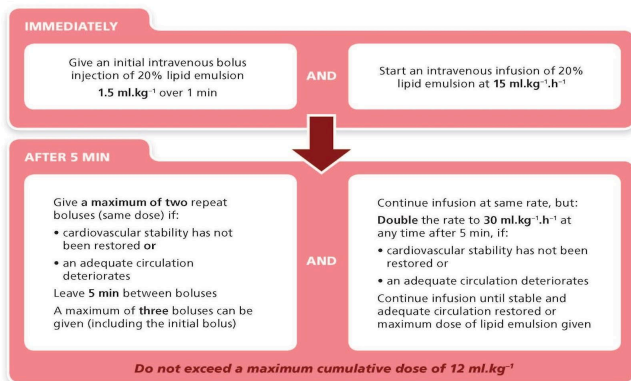 IMMEDIATELY
Give an initial intravenous bolus
injection of 20% lipid emulsion
1.5 ml.kg⁻¹ over 1 min
AND
Start an intravenous infusion of 20%
lipid emulsion at 15 ml.kg⁻¹.h⁻¹
AFTER 5 MIN
Give a maximum of two repeat
boluses (same dose) if:
• cardiovascular stability has not
been restored or
• an adequate circulation
deteriorates
Leave 5 min between boluses
A maximum of three boluses can be
given (including the initial bolus)
AND
Continue infusion at same rate, but:
Double the rate to 30 ml.kg⁻¹.h⁻¹ at
any time after 5 min, if:
• cardiovascular stability has not been
restored or
• an adequate circulation deteriorates
Continue infusion until stable and
adequate circulation restored or
maximum dose of lipid emulsion given
Do not exceed a maximum cumulative dose of 12 ml.kg⁻¹